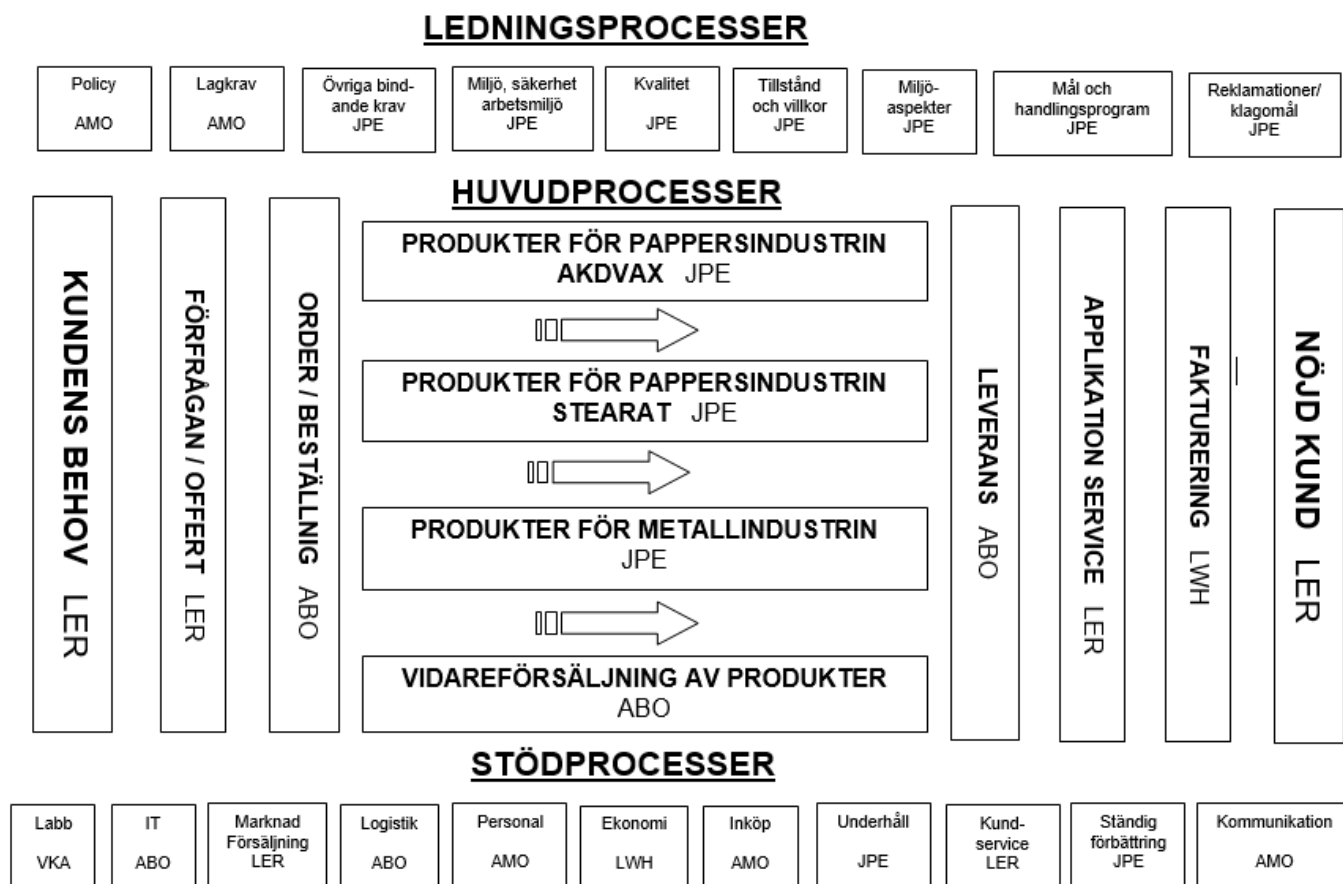 LEDNINGSPROCESSER
Policy
AMO
Lagkrav
AMO
Övriga bind-
ande krav
JPE
Miljö, säkerhet
arbetsmiljö
JPE
Kvalitet
JPE
Tillstånd
och villkor
JPE
Miljö-
aspekter
JPE
Mål och
handlingsprogram
JPE
Reklamationer/
klagomål
JPE
HUVUDPROCESSER
KUNDENS BEHOV LER
FÖRFRÅGAN / OFFERT LER
ORDER / BESTÄLLNIG ABO
PRODUKTER FÖR PAPPERSINDUSTRIN
AKDVAX JPE
PRODUKTER FÖR PAPPERSINDUSTRIN
STEARAT JPE
PRODUKTER FÖR METALLINDUSTRIN
JPE
VIDAREFÖRSÄLJNING AV PRODUKTER
ABO
LEVERANS ABO
APPLIKATION SERVICE LER
FAKTURERING LWH
NÖJD KUND LER
STÖDPROCESSER
Labb
VKA
IT
ABO
Marknad
Försäljning
LER
Logistik
ABO
Personal
AMO
Ekonomi
LWH
Inköp
AMO
Underhåll
JPE
Kund-
service
LER
Ständig
förbättring
JPE
Kommunikation
AMO